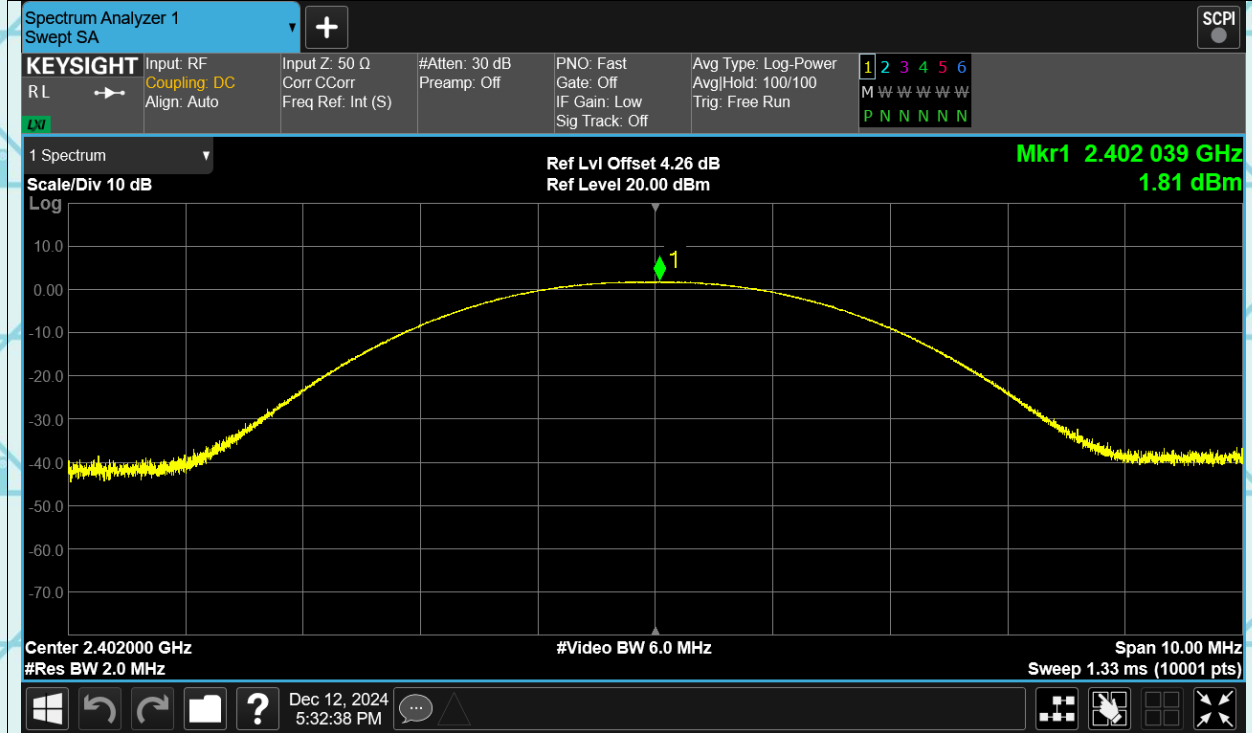 Spectrum Analyzer 1
Swept SA
SCPI
KEYSIGHT
R L
LXI
Input: RF
Coupling: DC
Align: Auto
Input Z: 50 Ω
Corr CCorr
Freq Ref: Int (S)
#Atten: 30 dB
Preamp: Off
PNO: Fast
Gate: Off
IF Gain: Low
Sig Track: Off
Avg Type: Log-Power
Avg|Hold: 100/100
Trig: Free Run
1 2 3 4 5 6
M W W W W W
P N N N N N
1 Spectrum
Scale/Div 10 dB
Ref Lvl Offset 4.26 dB
Ref Level 20.00 dBm
Mkr1 2.402 039 GHz
1.81 dBm
Log
1
10.0
0.00
-10.0
-20.0
-30.0
-40.0
-50.0
-60.0
-70.0
Center 2.402000 GHz
#Res BW 2.0 MHz
#Video BW 6.0 MHz
Span 10.00 MHz
Sweep 1.33 ms (10001 pts)
?
Dec 12, 2024
5:32:38 PM